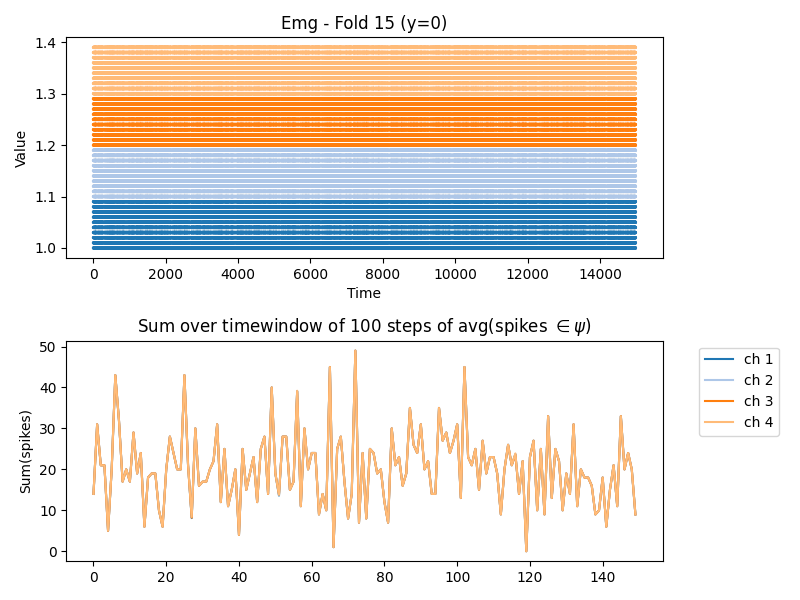 Emg - Fold 15 (y=0)
1.4
1.3
1.2
1.1
1.0
Value
0 2000 4000 6000 8000 10000 12000 14000
Time
Sum over timewindow of 100 steps of avg(spikes ∈ ψ)
50
40
30
20
10
0
Sum(spikes)
0 20 40 60 80 100 120 140
ch 1
ch 2
ch 3
ch 4